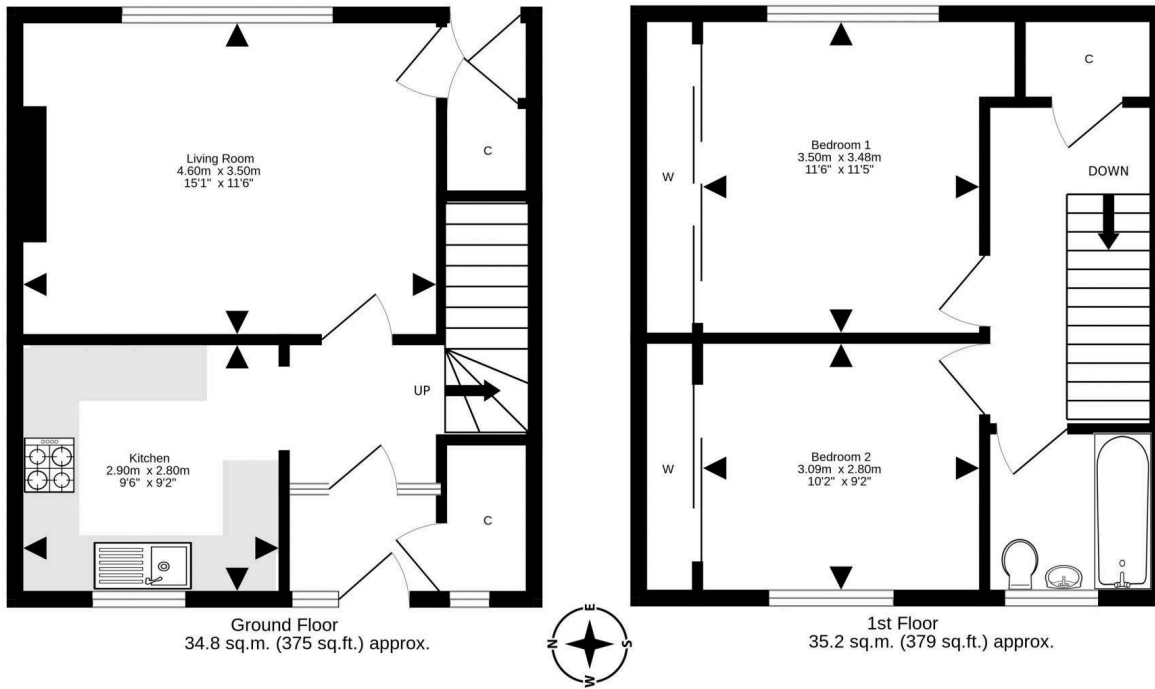 Living Room
4.60m x 3.50m
15'1" x 11'6"
C
UP
Kitchen
2.90m x 2.80m
9'6" x 9'2"
C
Ground Floor
34.8 sq.m. (375 sq.ft.) approx.
W
Bedroom 1
3.50m x 3.48m
11'6" x 11'5"
C
DOWN
W
Bedroom 2
3.09m x 2.80m
10'2" x 9'2"
1st Floor
35.2 sq.m. (379 sq.ft.) approx.
N
E
S
W